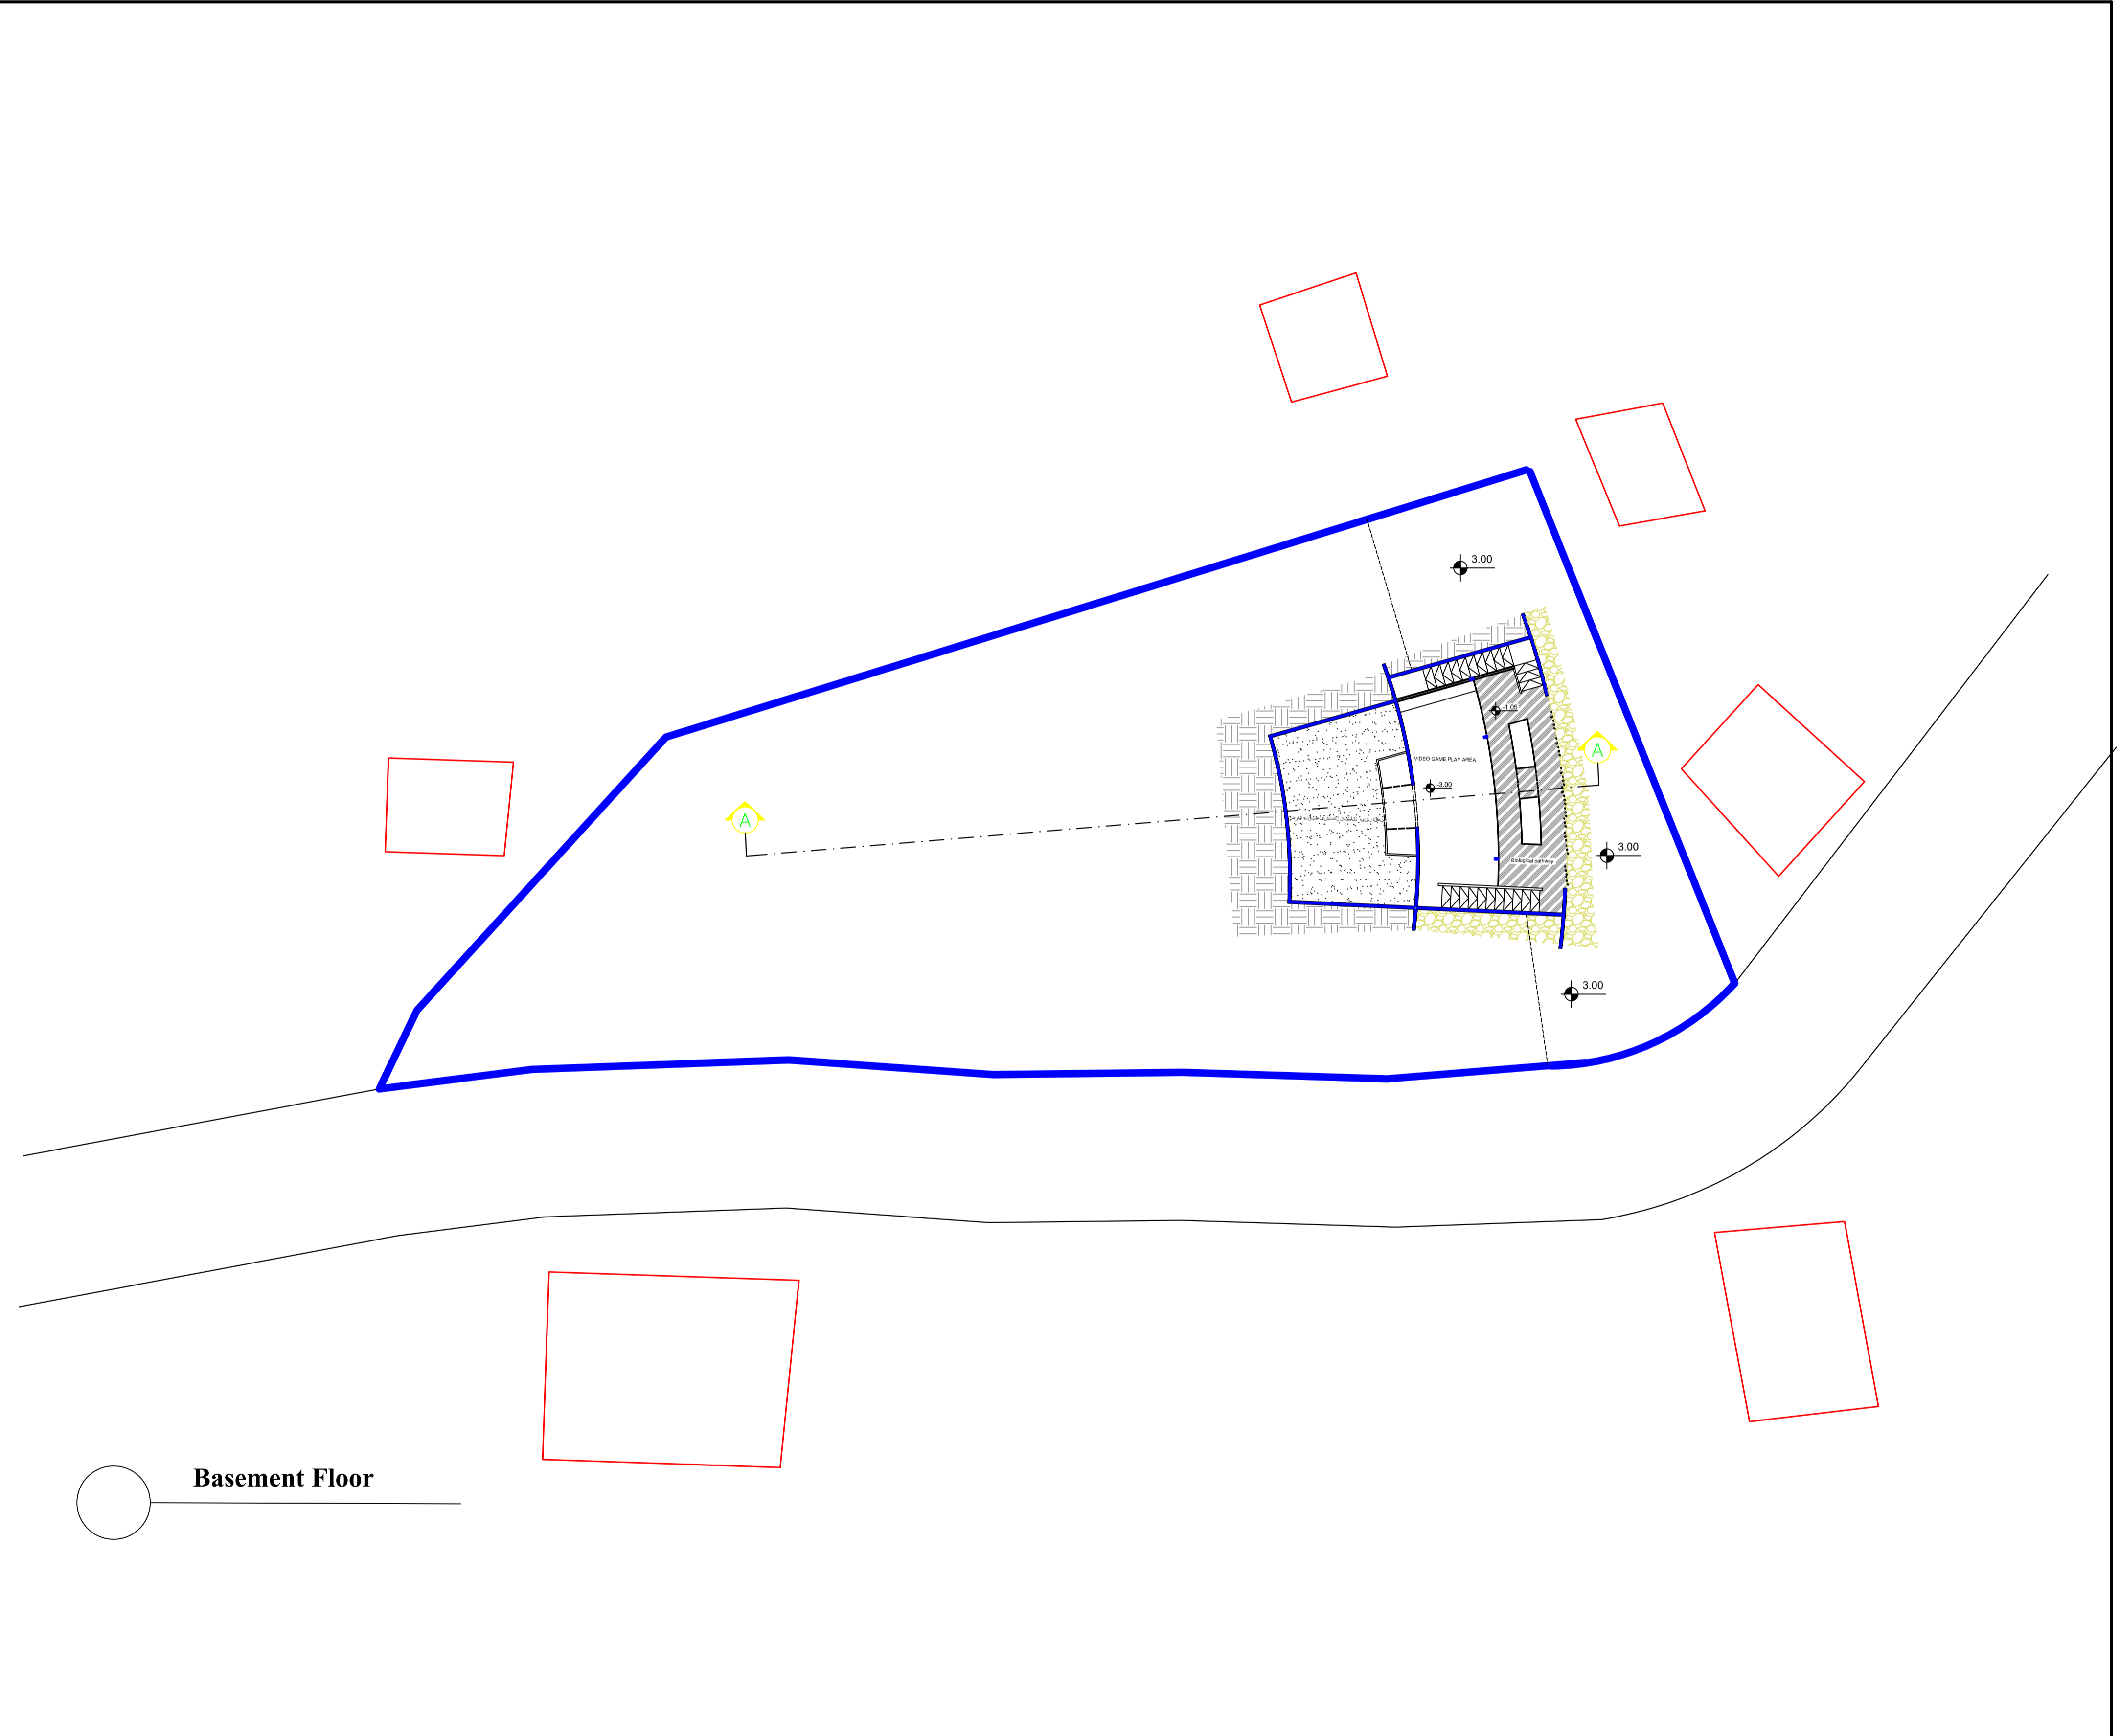 3.00
-1.05
VIDEO GAME PLAY AREA
A
-3.00
A
3.00
Biological pathway
3.00
Basement Floor